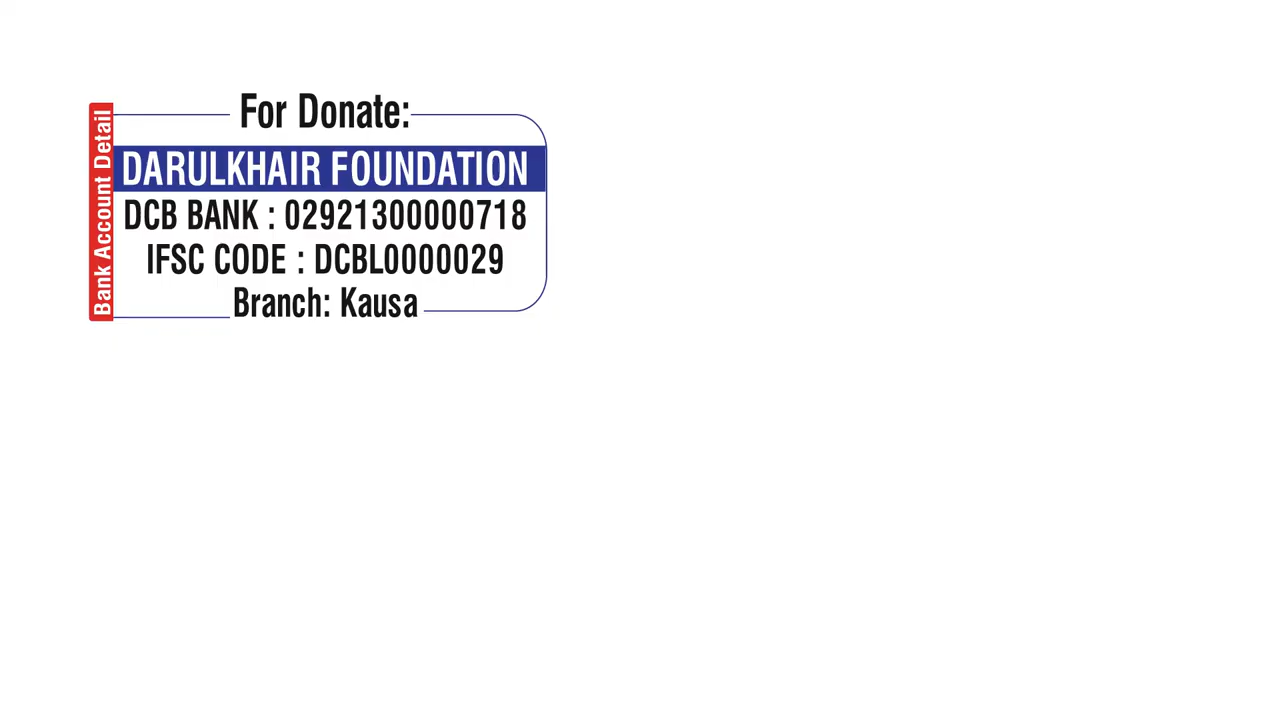 For Donate:
Bank Account Detail
DARULKHAIR FOUNDATION
DCB BANK : 02921300000718
IFSC CODE : DCBL0000029
Branch: Kausa